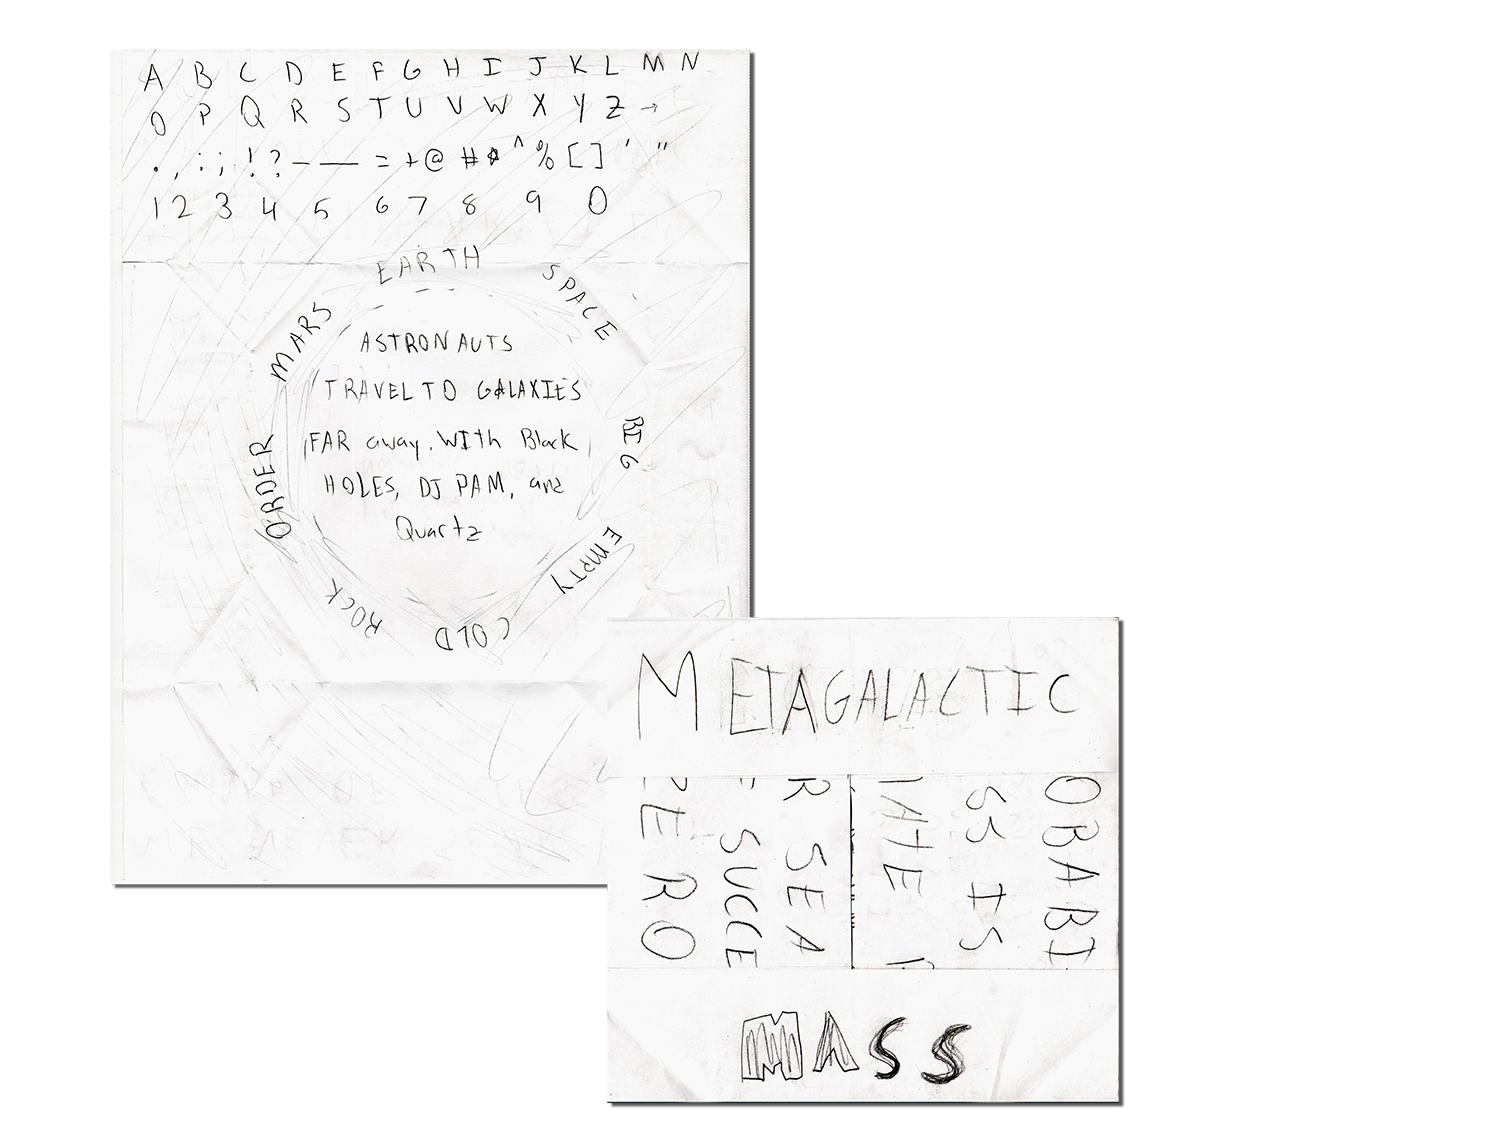 A B C D E F G H I J K L M N
O P Q R S T U V W X Y Z →
. , : ; ! ? - — = + @ # ^ % [ ] ' "
1 2 3 4 5 6 7 8 9 0
EARTH
SPACE
BIG
EMPTY
COLD
ROCK
ORDER
MARS
ASTRONAUTS
TRAVEL TO GALAXIES
FAR away. WITh Black
HOLES, DJ PAM, and
Quartz
METAGALACTIC
OBABI
SS IS
ATE
R SEA
SUCCE
ERO
MASS